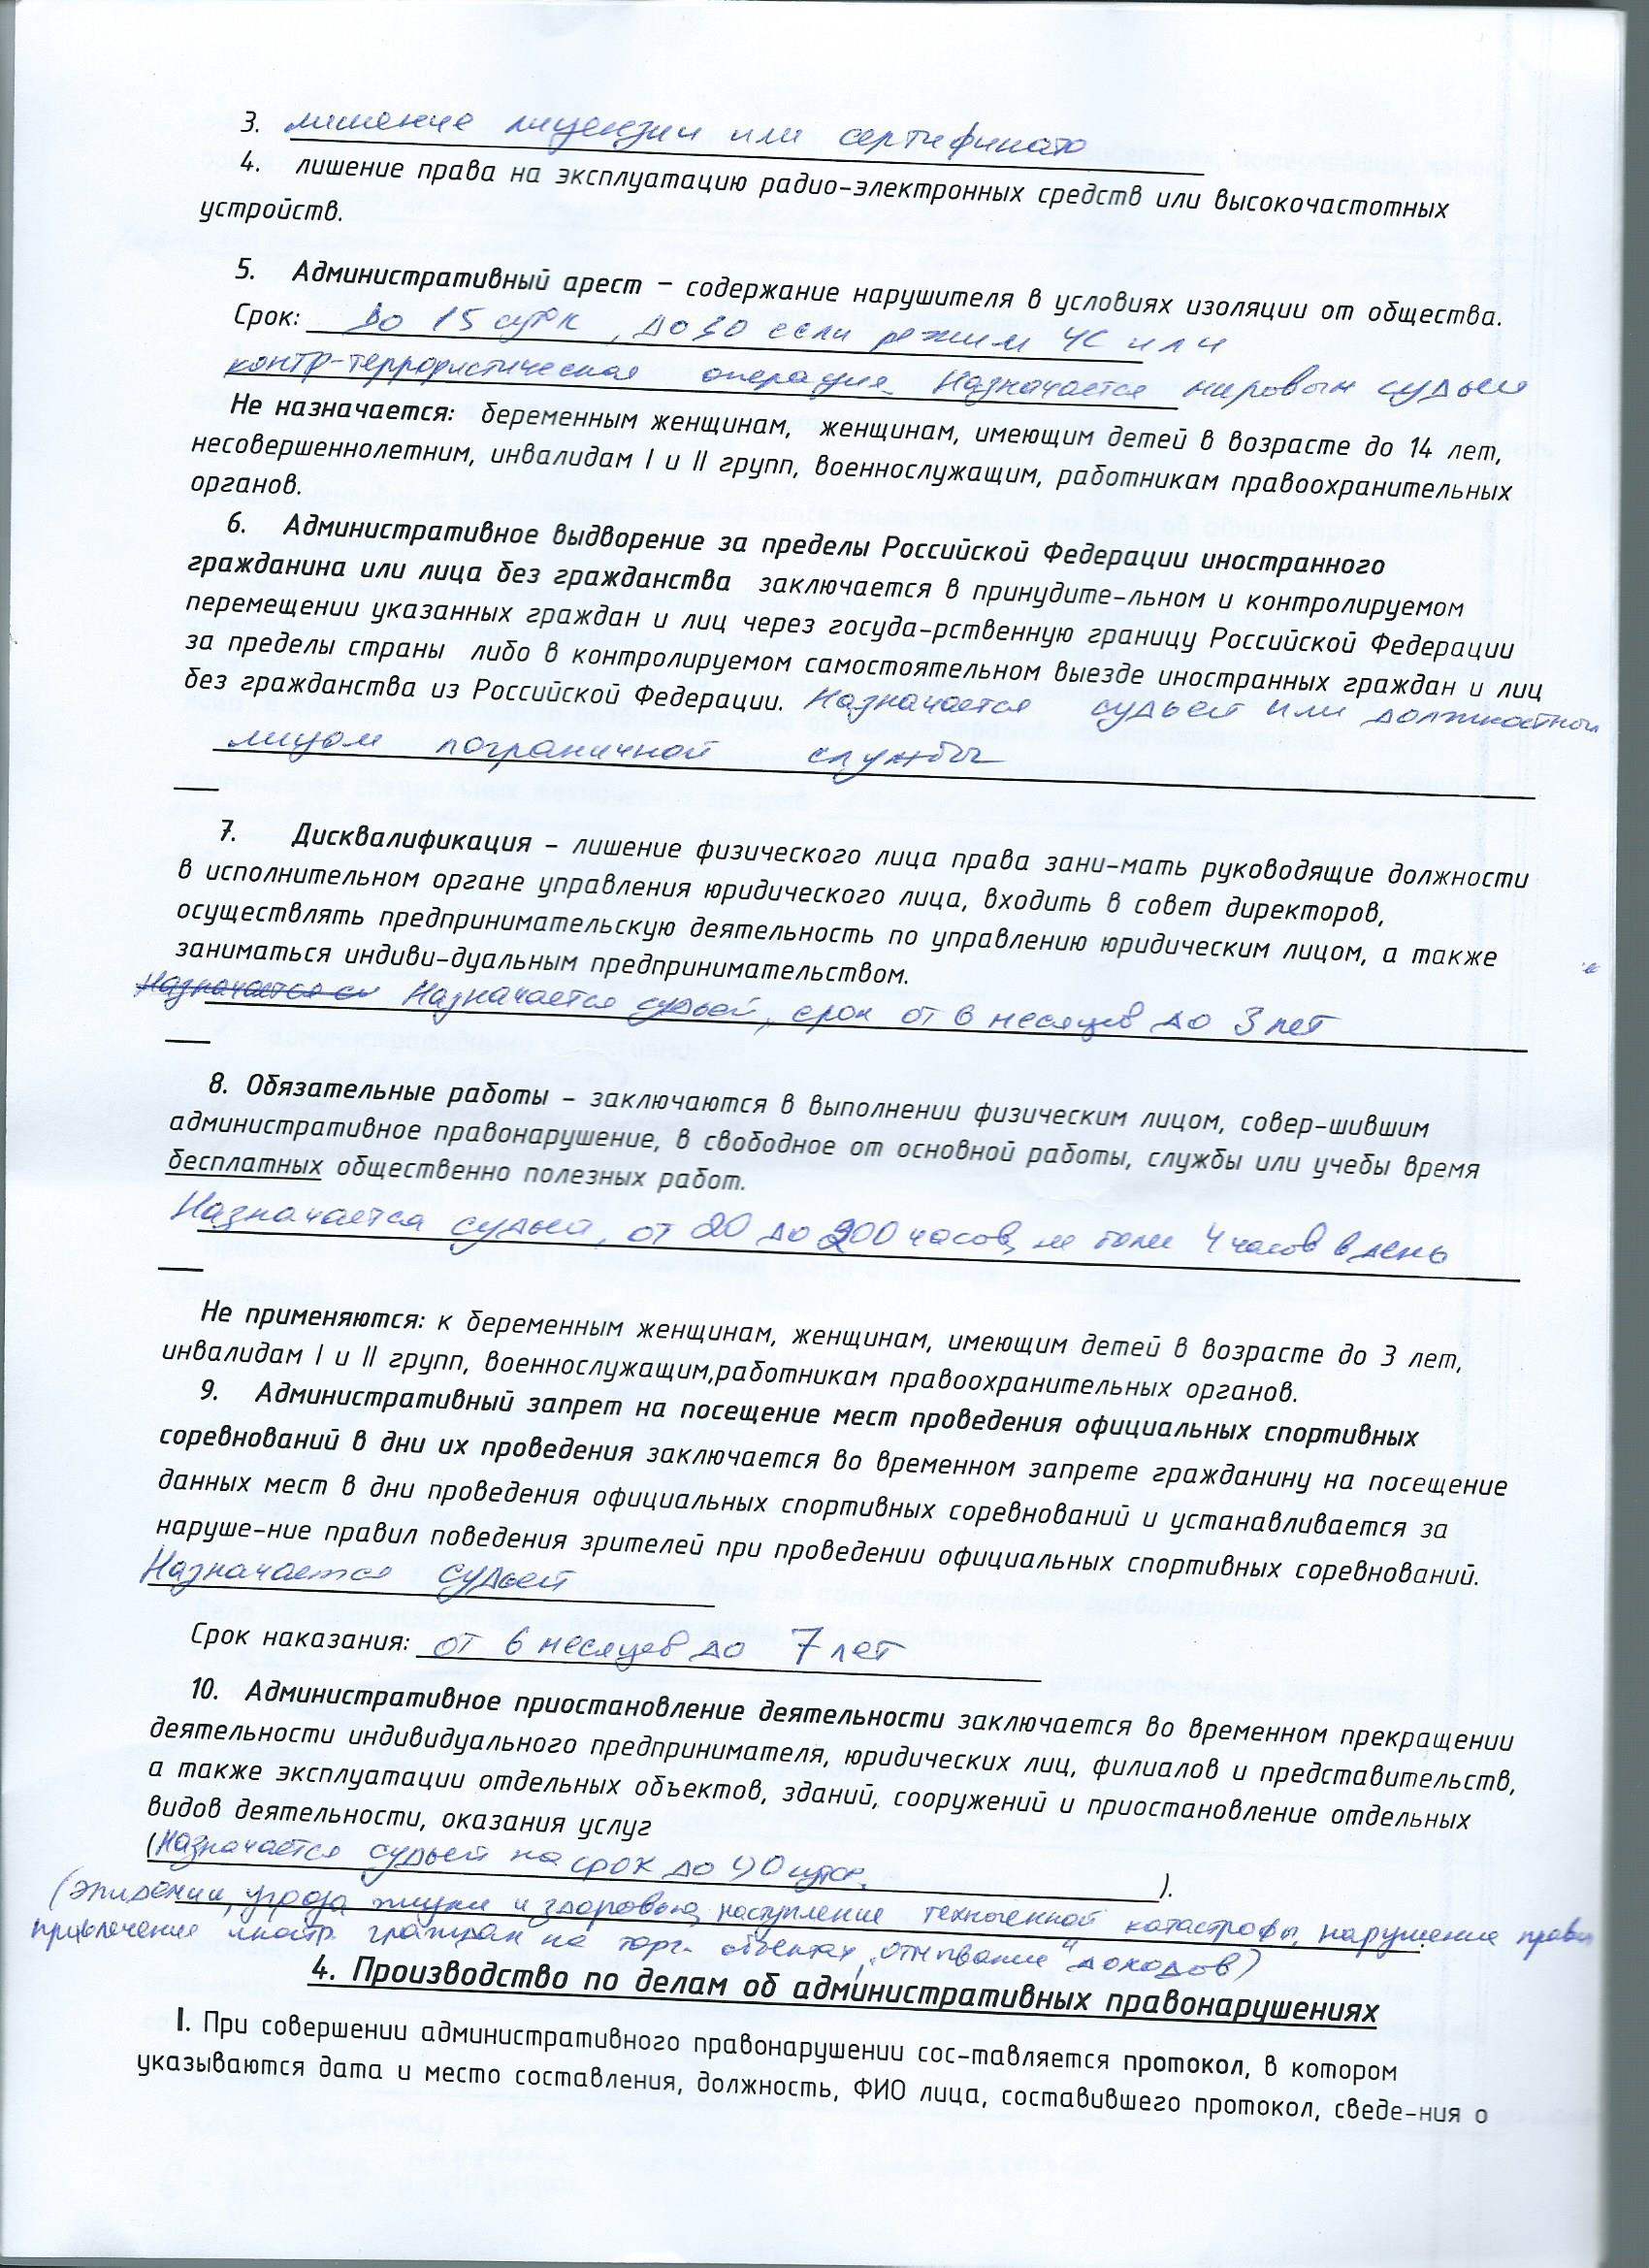 3. лишение лицензии или сертификата
4. лишение права на эксплуатацию радио-электронных средств или высокочастотных
устройств.
5. Административный арест – содержание нарушителя в условиях изоляции от общества.
Срок: до 15 суток, до 30 если режим ЧС или
контр-террористическая операция. Назначается мировым судьей
Не назначается: беременным женщинам, женщинам, имеющим детей в возрасте до 14 лет,
несовершеннолетним, инвалидам I и II групп, военнослужащим, работникам правоохранительных
органов.
6. Административное выдворение за пределы Российской Федерации иностранного
гражданина или лица без гражданства заключается в принудите-льном и контролируемом
перемещении указанных граждан и лиц через госуда-рственную границу Российской Федерации
за пределы страны либо в контролируемом самостоятельном выезде иностранных граждан и лиц
без гражданства из Российской Федерации. Назначается судьей или должностным
лицом пограничной службы
7. Дисквалификация – лишение физического лица права зани-мать руководящие должности
в исполнительном органе управления юридического лица, входить в совет директоров,
осуществлять предпринимательскую деятельность по управлению юридическим лицом, а также
заниматься индиви-дуальным предпринимательством.
Назначается су Назначается судьей, срок от 6 месяцев до 3 лет
8. Обязательные работы – заключаются в выполнении физическим лицом, совер-шившим
административное правонарушение, в свободное от основной работы, службы или учебы время
бесплатных общественно полезных работ.
Назначается судьей, от 20 до 200 часов, не более 4 часов в день
Не применяются: к беременным женщинам, женщинам, имеющим детей в возрасте до 3 лет,
инвалидам I и II групп, военнослужащим,работникам правоохранительных органов.
9. Административный запрет на посещение мест проведения официальных спортивных
соревнований в дни их проведения заключается во временном запрете гражданину на посещение
данных мест в дни проведения официальных спортивных соревнований и устанавливается за
наруше-ние правил поведения зрителей при проведении официальных спортивных соревнований.
Назначается судьей
Срок наказания: от 6 месяцев до 7 лет
10. Административное приостановление деятельности заключается во временном прекращении
деятельности индивидуального предпринимателя, юридических лиц, филиалов и представительств,
а также эксплуатации отдельных объектов, зданий, сооружений и приостановление отдельных
видов деятельности, оказания услуг
(Назначается судьей на срок до 90 суток. ).
(эпидемии, угроза жизни и здоровью, наступление техногенной катастрофы, нарушение правил
привлечение иностр. граждан на торг. объектах, "отмывание" доходов)
4. Производство по делам об административных правонарушениях
I. При совершении административного правонарушении сос-тавляется протокол, в котором
указываются дата и место составления, должность, ФИО лица, составившего протокол, сведе-ния о